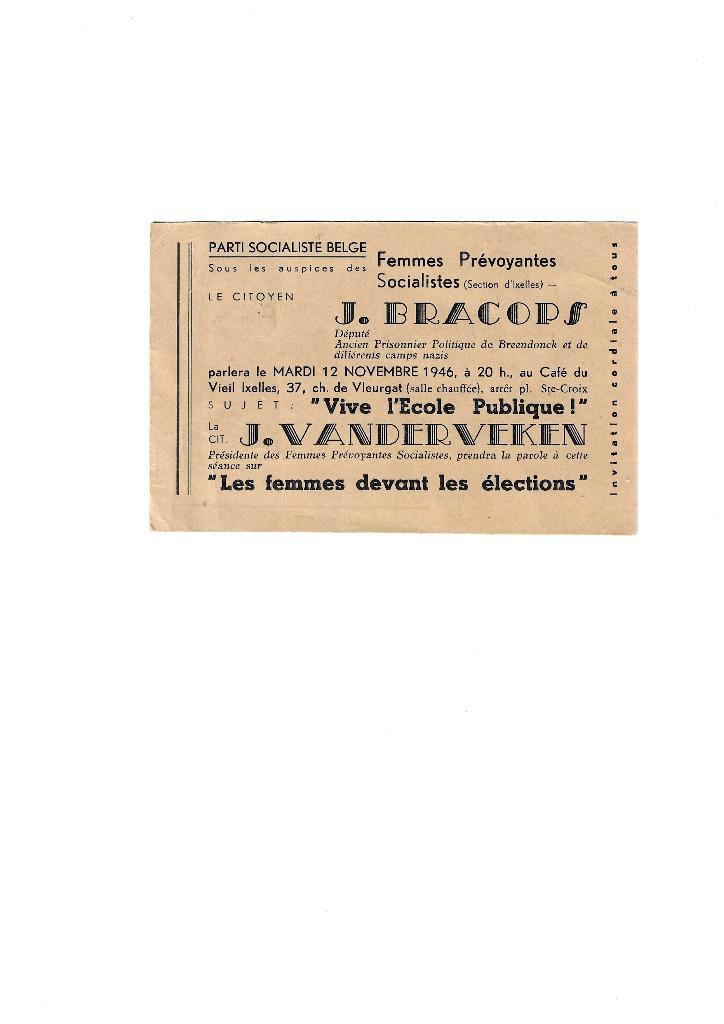 PARTI SOCIALISTE BELGE
Sous les auspices des
Femmes Prévoyantes
Socialistes (Section d'Ixelles) —
LE CITOYEN
J. BRACOPS
Député
Ancien Prisonnier Politique de Breendonck et de
différents camps nazis
parlera le MARDI 12 NOVEMBRE 1946, à 20 h., au Café du
Vieil Ixelles, 37, ch. de Vleurgat (salle chauffée), arrêt pl. Ste-Croix
SUJET : "Vive l'Ecole Publique !"
La
CIT. J. VANDERVEKEN
Présidente des Femmes Prévoyantes Socialistes, prendra la parole à cette
séance sur
"Les femmes devant les élections"
Invitation cordiale à tous